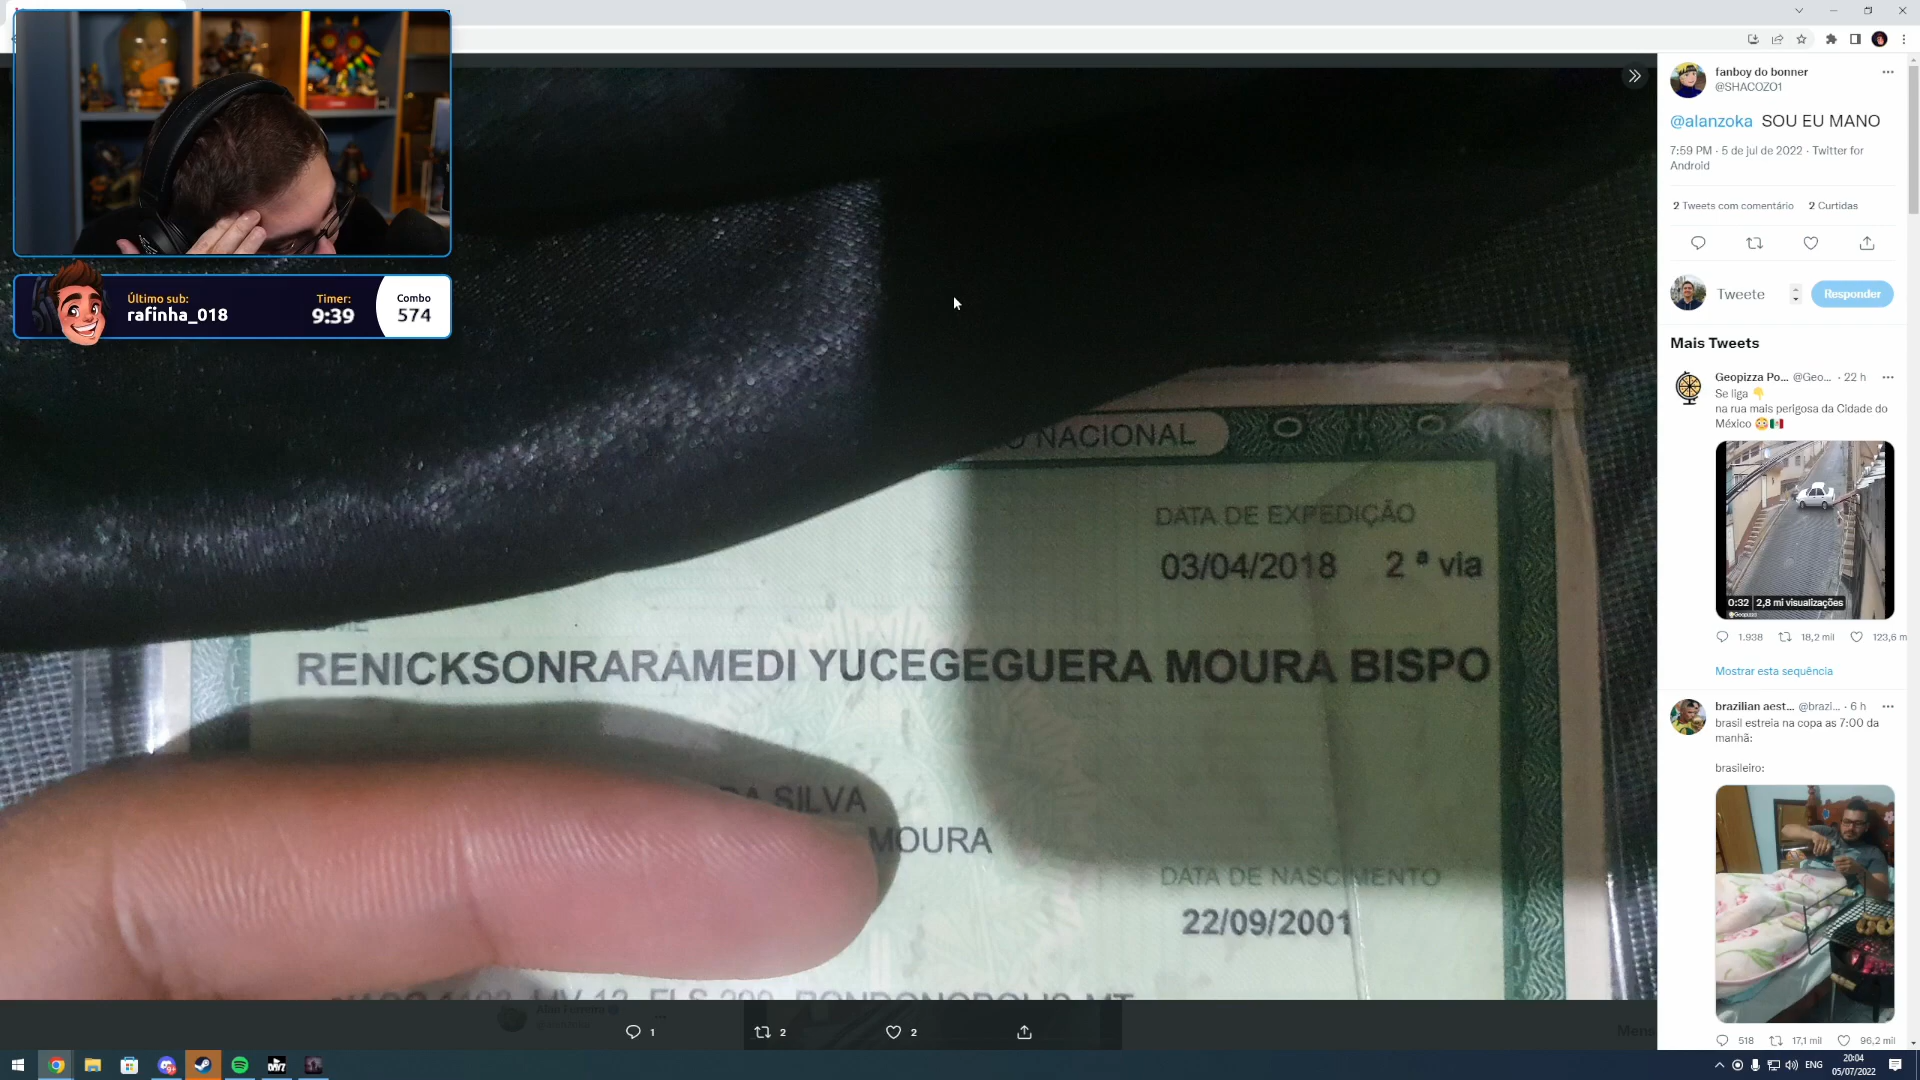 Último sub:
rafinha_018
Timer:
9:39
Combo
574
NACIONAL
DATA DE EXPEDIÇÃO
03/04/2018 2 ª via
RENICKSONRARAMEDI YUCEGEGUERA MOURA BISPO
DA SILVA
MOURA
DATA DE NASCIMENTO
22/09/2001
1
2
2
fanboy do bonner
@SHACOZO1
@alanzoka SOU EU MANO
7:59 PM · 5 de jul de 2022 · Twitter for
Android
2 Tweets com comentário 2 Curtidas
Tweete
Responder
Mais Tweets
Geopizza Po... @Geo... · 22 h
Se liga 👇
na rua mais perigosa da Cidade do
México 😳🇲🇽
0:32 2,8 mi visualizações
1.938 18,2 mil 123,6 m
Mostrar esta sequência
brazilian aest... @brazi... · 6 h
brasil estreia na copa as 7:00 da
manhã:
brasileiro:
518 17,1 mil 96,2 mil
ENG
20:04
05/07/2022